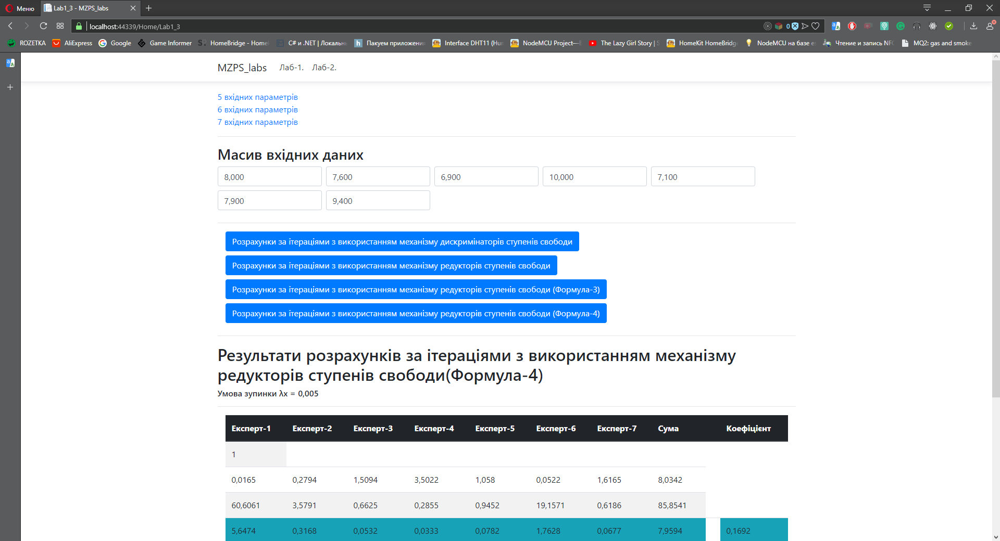 Меню Lab1_3 - MZPS_labs
localhost:44339/Home/Lab1_3 0
ROZETKA AliExpress Google Game Informer HomeBridge - Home C# и .NET | Локальн Пакуем приложения Interface DHT11 (Hu NodeMCU Project— The Lazy Girl Story | S HomeKit HomeBridg NodeMCU на базе Чтение и запись NF MQ2: gas and smoke
MZPS_labs Лаб-1. Лаб-2.
5 вхідних параметрів
6 вхідних параметрів
7 вхідних параметрів
Масив вхідних даних
8,000 7,600 6,900 10,000 7,100
7,900 9,400
Розрахунки за ітераціями з використанням механізму дискримінаторів ступенів свободи
Розрахунки за ітераціями з використанням механізму редукторів ступенів свободи
Розрахунки за ітераціями з використанням механізму редукторів ступенів свободи (Формула-3)
Розрахунки за ітераціями з використанням механізму редукторів ступенів свободи (Формула-4)
Результати розрахунків за ітераціями з використанням механізму
редукторів ступенів свободи(Формула-4)
Умова зупинки λx = 0,005
Експерт-1 Експерт-2 Експерт-3 Експерт-4 Експерт-5 Експерт-6 Експерт-7 Сума Коефіцієнт
1
0,0165 0,2794 1,5094 3,5022 1,058 0,0522 1,6165 8,0342
60,6061 3,5791 0,6625 0,2855 0,9452 19,1571 0,6186 85,8541
5,6474 0,3168 0,0532 0,0333 0,0782 1,7628 0,0677 7,9594 0,1692